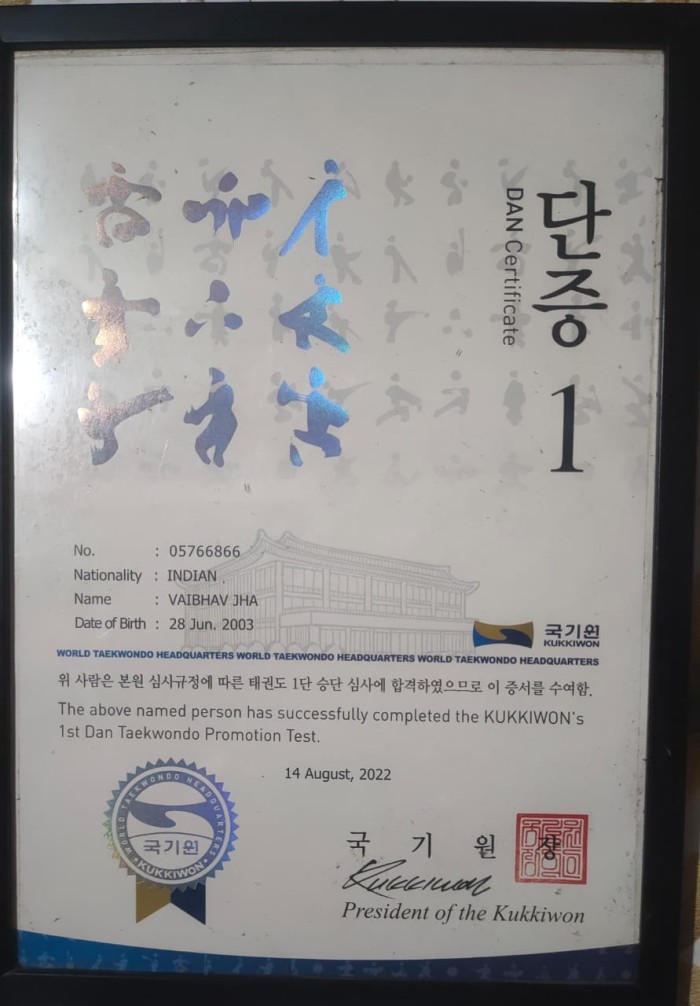 단증 1
DAN Certificate
No. : 05766866
Nationality : INDIAN
Name : VAIBHAV JHA
Date of Birth : 28 Jun. 2003
국기원
KUKKIWON
WORLD TAEKWONDO HEADQUARTERS WORLD TAEKWONDO HEADQUARTERS WORLD TAEKWONDO HEADQUARTERS
위 사람은 본원 심사규정에 따른 태권도 1단 승단 심사에 합격하였으므로 이 증서를 수여함.
The above named person has successfully completed the KUKKIWON's
1st Dan Taekwondo Promotion Test.
14 August, 2022
WORLD TAEKWONDO HEADQUARTERS
국기원
KUKKIWON
국 기 원 장
Kukkiwon
President of the Kukkiwon